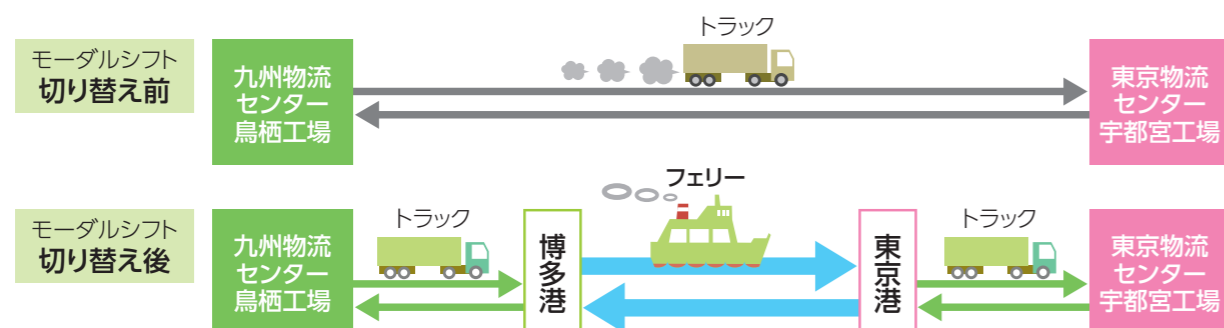 モーダルシフト
切り替え前
九州物流
センター
鳥栖工場
トラック
東京物流
センター
宇都宮工場
モーダルシフト
切り替え後
九州物流
センター
鳥栖工場
トラック
博多港
フェリー
東京港
トラック
東京物流
センター
宇都宮工場